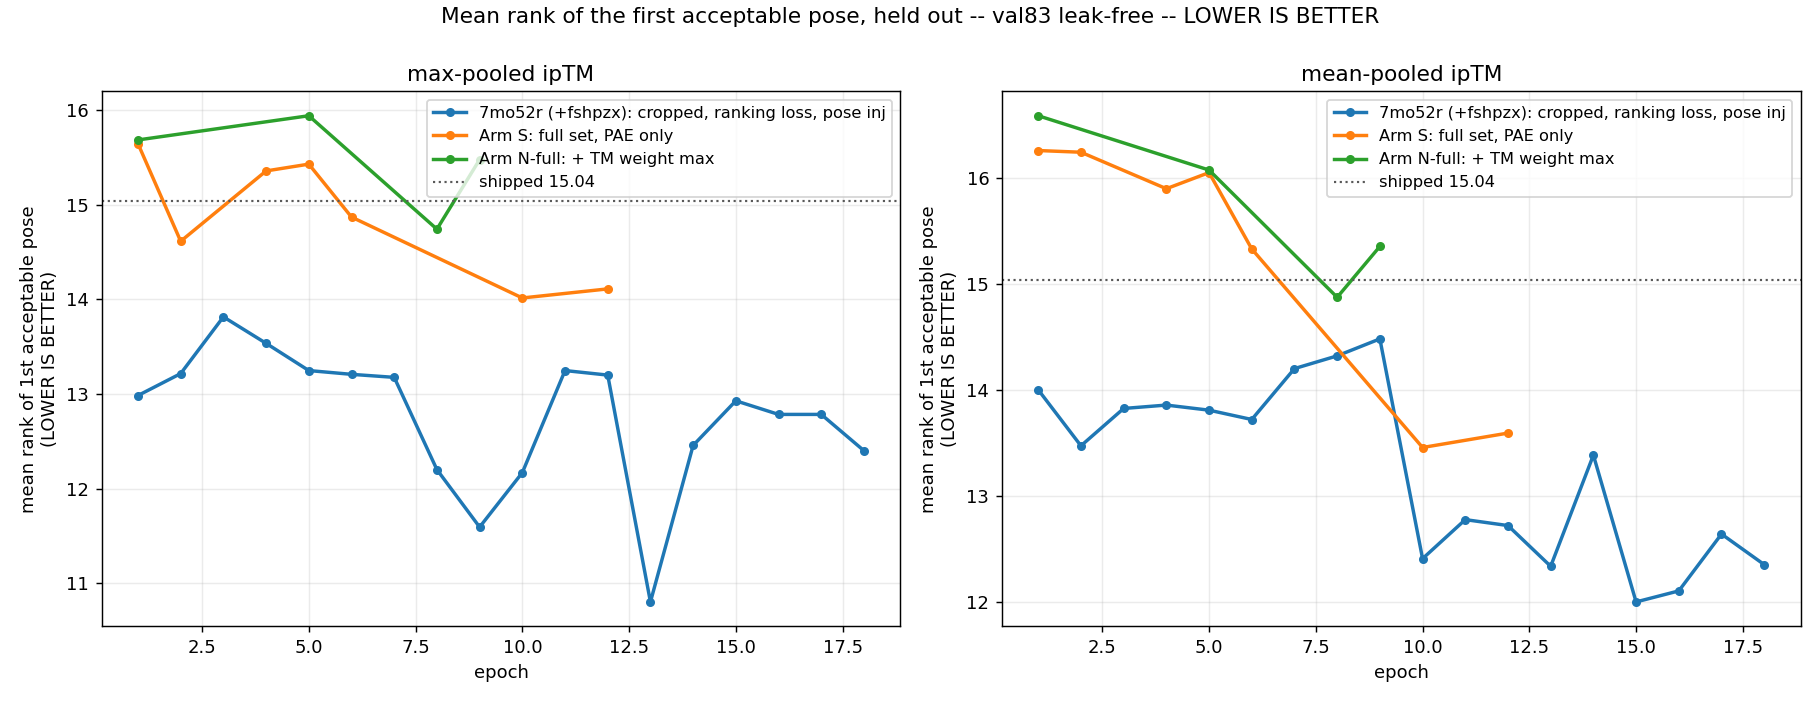 Mean rank of the first acceptable pose, held out -- val83 leak-free -- LOWER IS BETTER
max-pooled ipTM
mean rank of 1st acceptable pose
(LOWER IS BETTER)
16
15
14
13
12
11
7mo52r (+fshpzx): cropped, ranking loss, pose inj
Arm S: full set, PAE only
Arm N-full: + TM weight max
shipped 15.04
2.5
5.0
7.5
10.0
12.5
15.0
17.5
epoch
mean-pooled ipTM
mean rank of 1st acceptable pose
(LOWER IS BETTER)
16
15
14
13
12
7mo52r (+fshpzx): cropped, ranking loss, pose inj
Arm S: full set, PAE only
Arm N-full: + TM weight max
shipped 15.04
2.5
5.0
7.5
10.0
12.5
15.0
17.5
epoch